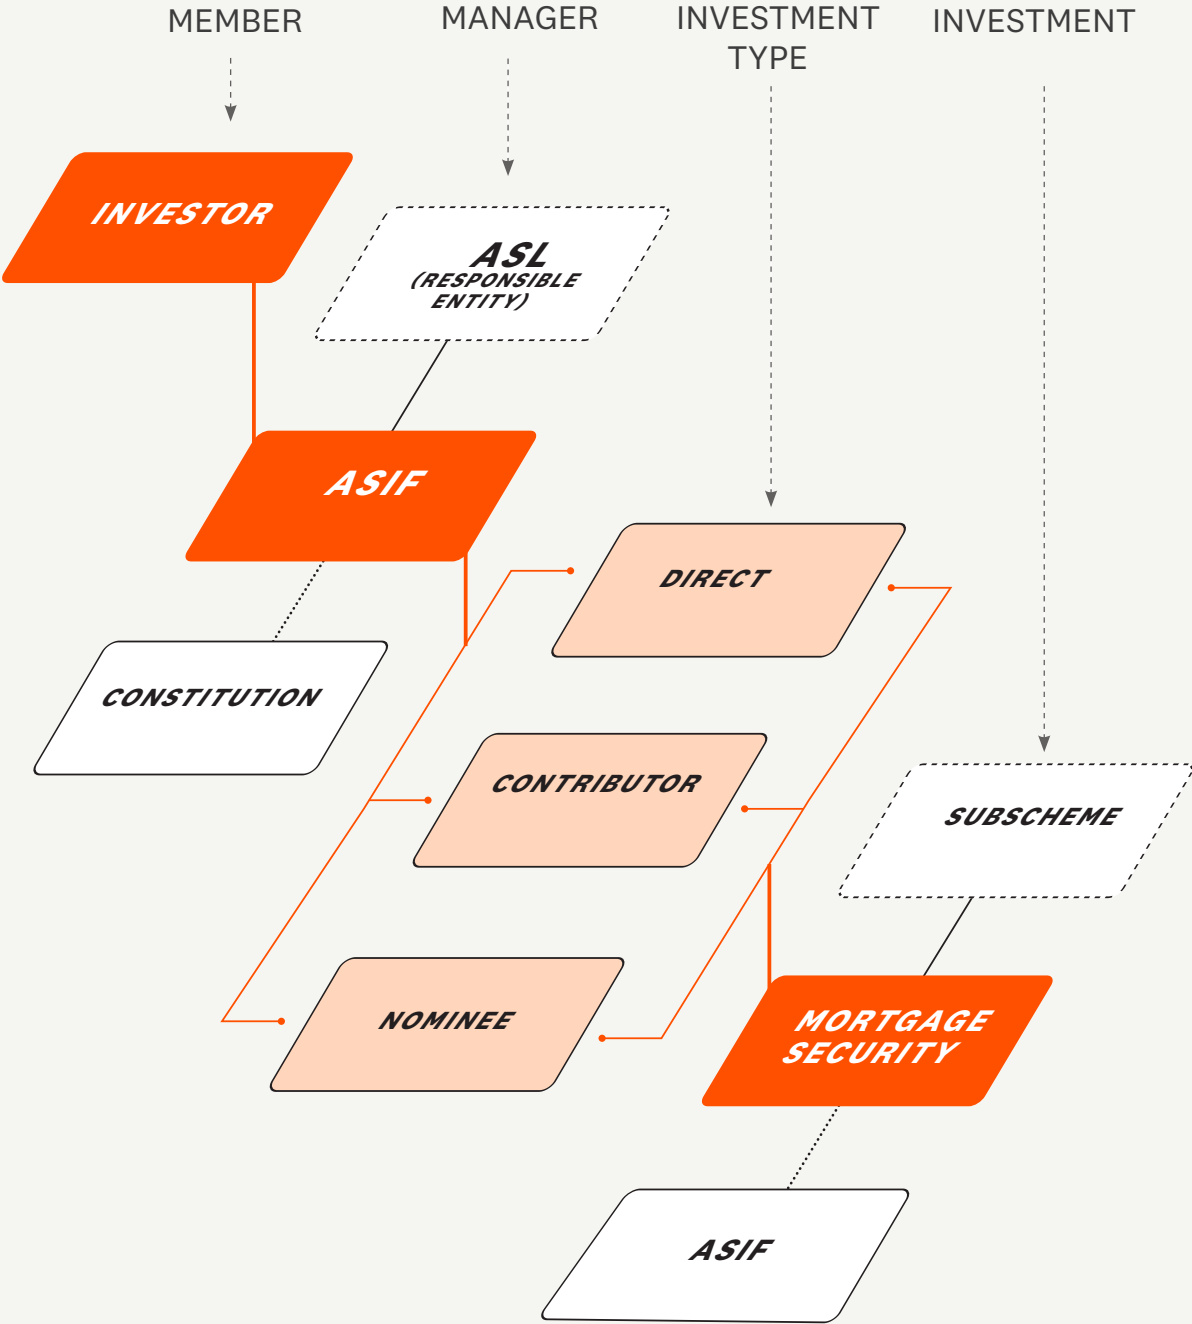 MEMBER
MANAGER
INVESTMENT
TYPE
INVESTMENT
INVESTOR
ASL
(RESPONSIBLE
ENTITY)
ASIF
DIRECT
CONSTITUTION
CONTRIBUTOR
SUBSCHEME
NOMINEE
MORTGAGE
SECURITY
ASIF